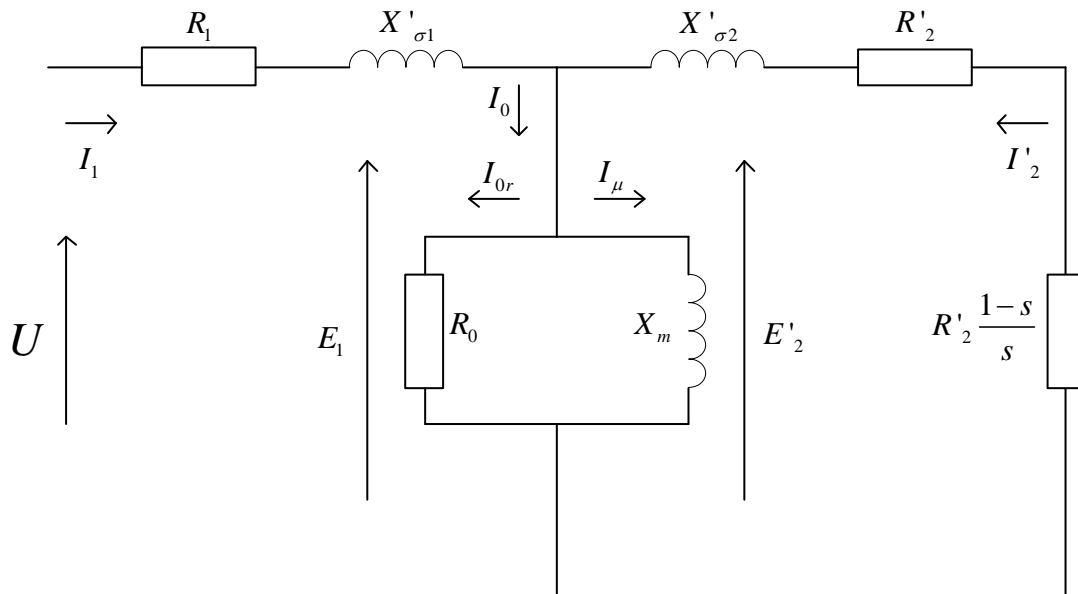 R₁
X'σ1
X'σ2
R'₂
I₀
I₁
I'₂
I₀r
Iμ
U
E₁
R₀
Xm
E'₂
R'₂ (1−s)/s